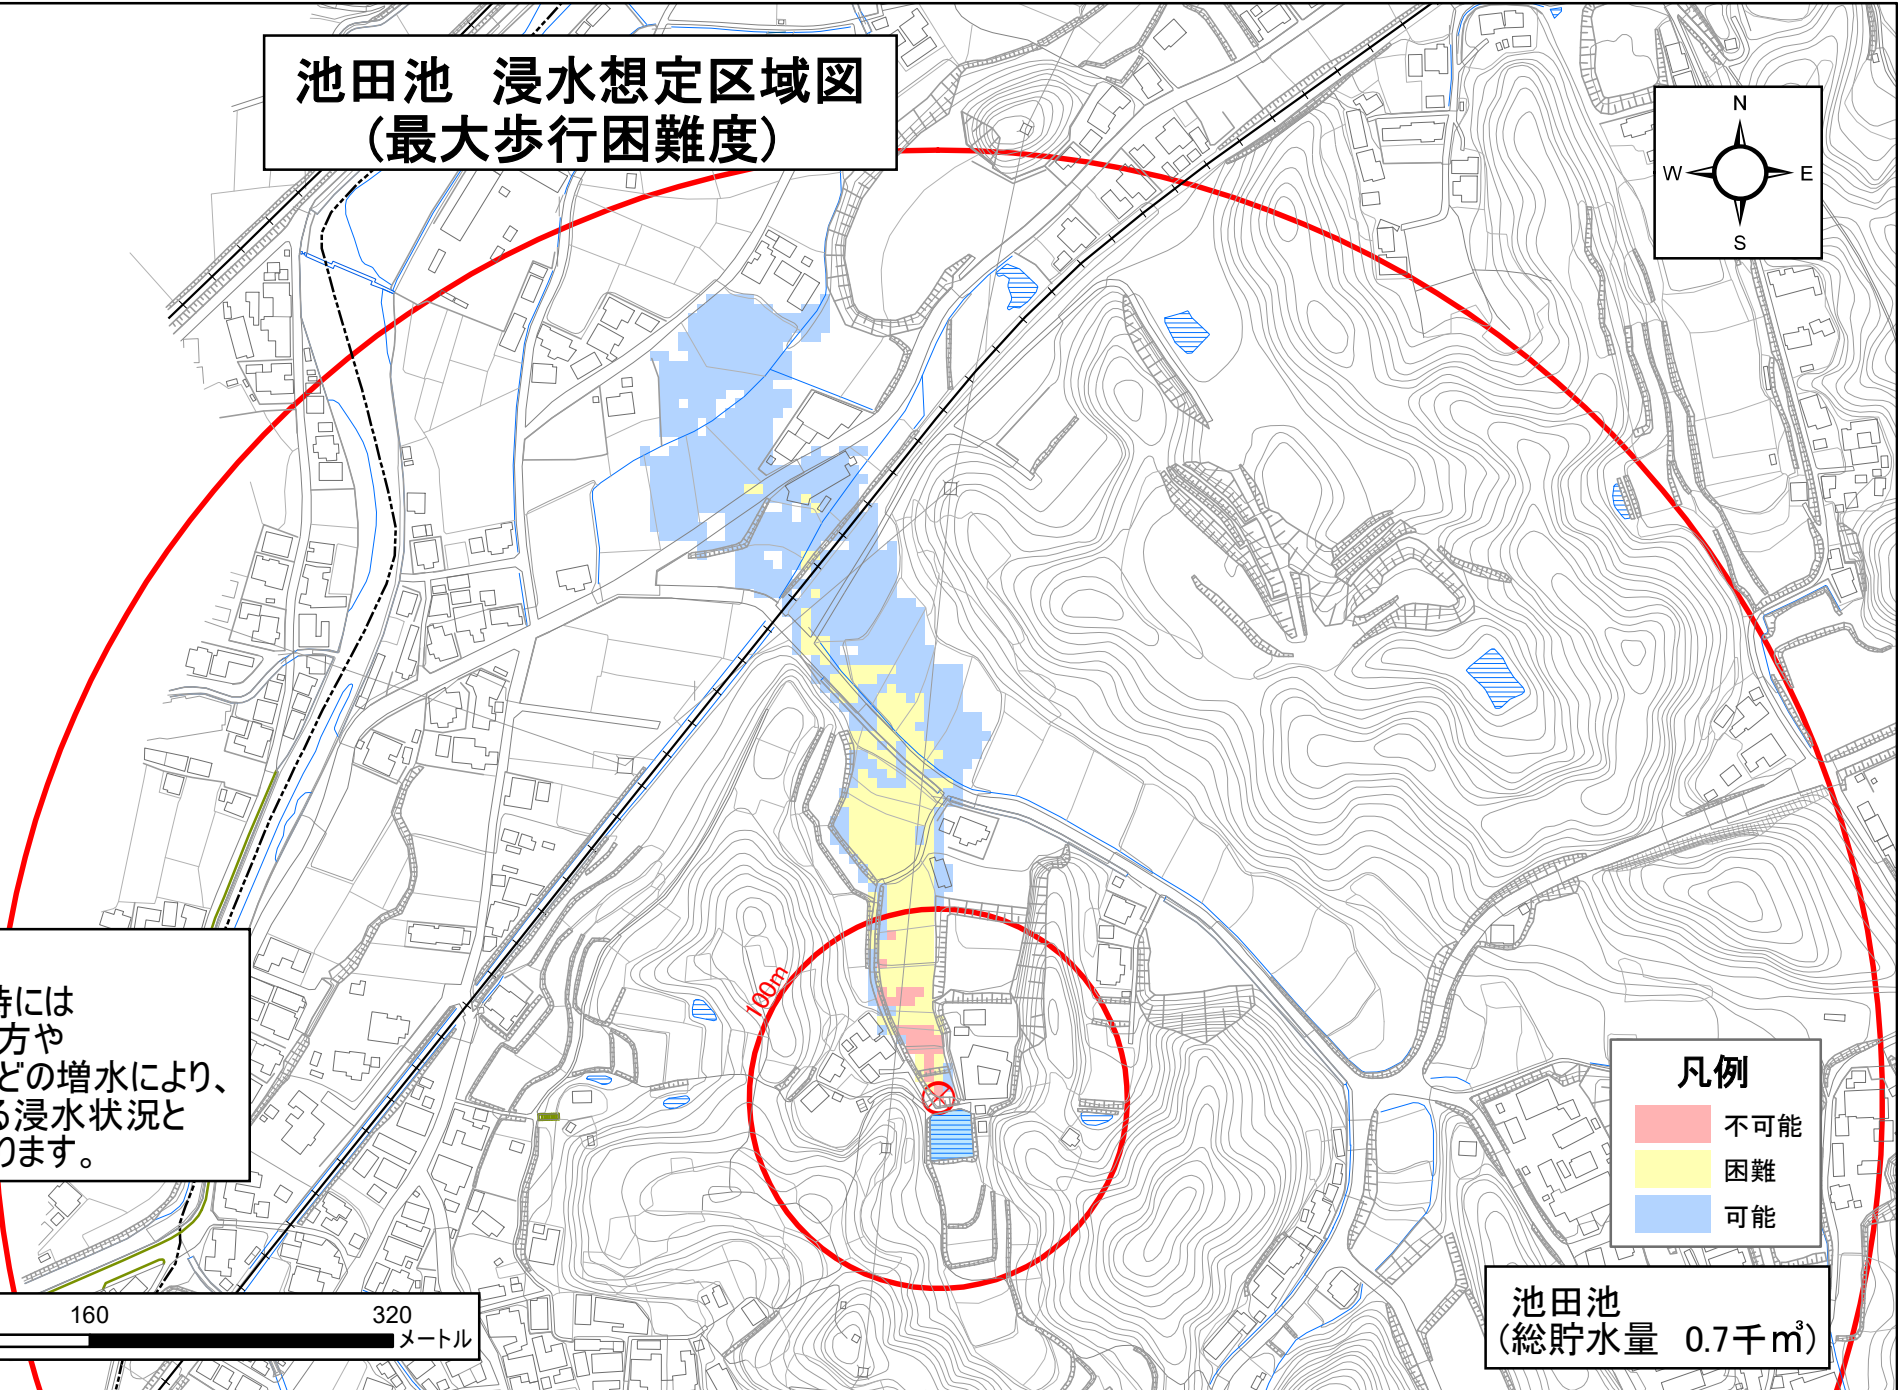 池田池 浸水想定区域図
(最大歩行困難度)
N
W E
S
100m
時には
方や
どの増水により、
る浸水状況と
ります。
凡例
不可能
困難
可能
160 320
メートル
池田池
(総貯水量 0.7千㎥)